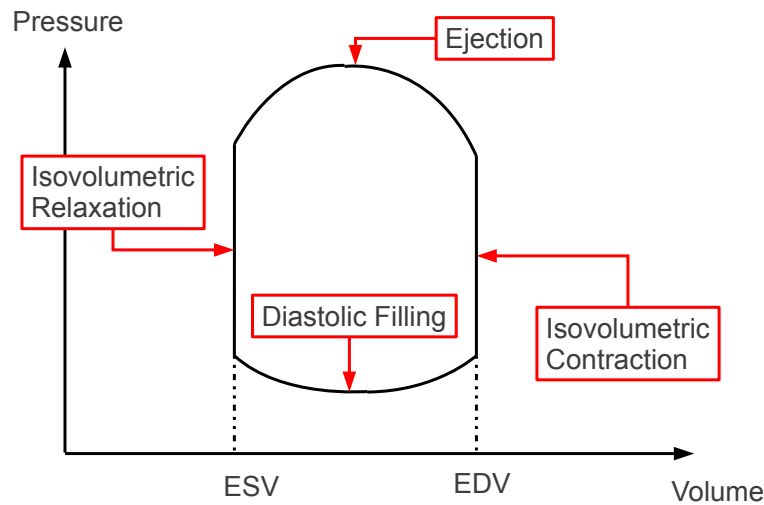 Pressure
Ejection
Isovolumetric
Relaxation
Diastolic Filling
Isovolumetric
Contraction
ESV
EDV
Volume